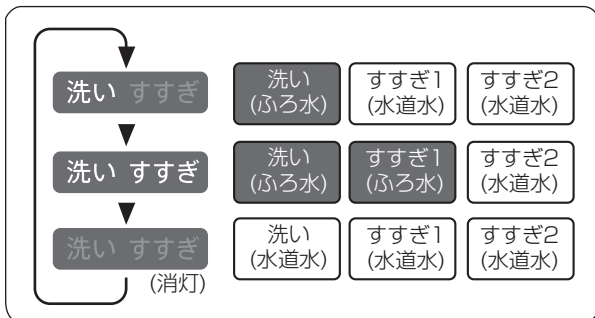 洗い すすぎ
洗い
(ふろ水)
すすぎ1
(水道水)
すすぎ2
(水道水)
洗い すすぎ
洗い
(ふろ水)
すすぎ1
(ふろ水)
すすぎ2
(水道水)
洗い すすぎ
(消灯)
洗い
(水道水)
すすぎ1
(水道水)
すすぎ2
(水道水)